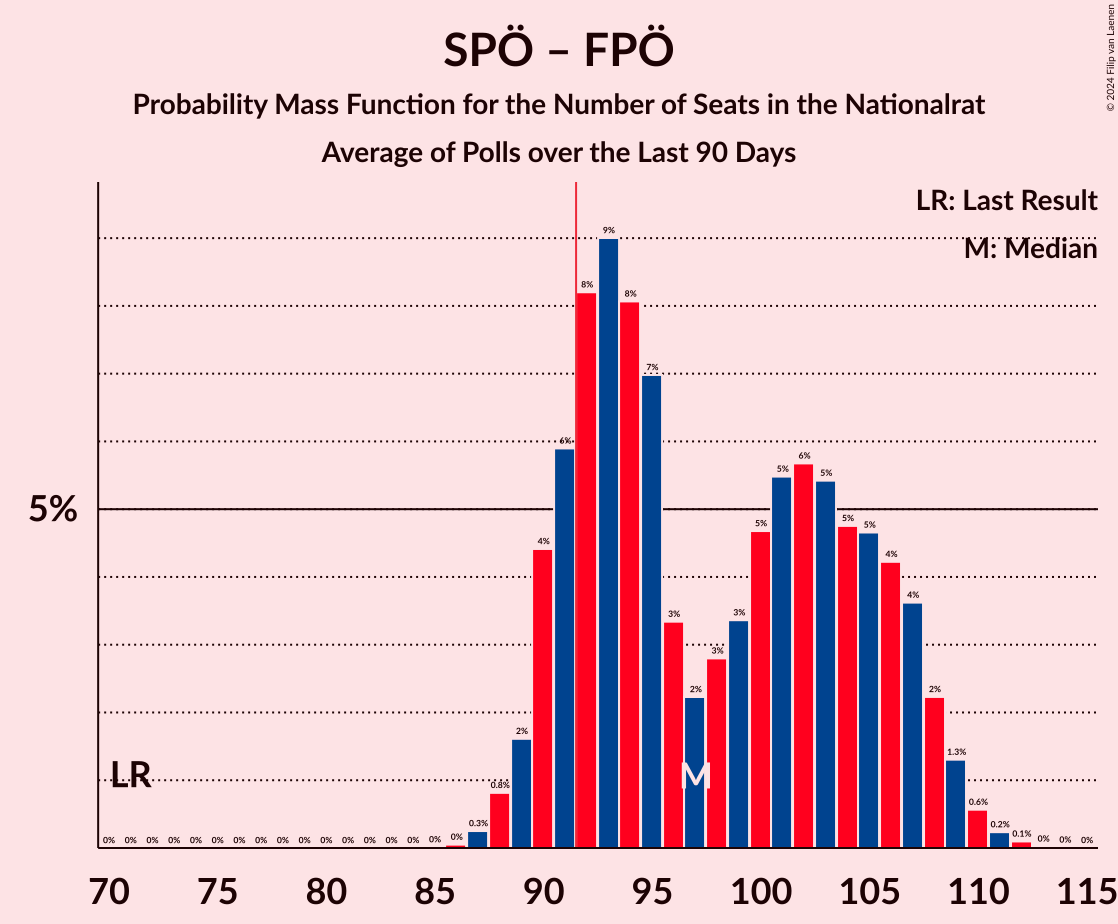 SPÖ – FPÖ
Probability Mass Function for the Number of Seats in the Nationalrat
Average of Polls over the Last 90 Days
© 2024 Filip van Laenen
LR: Last Result
M: Median
5%
LR
M
0% 0% 0% 0% 0% 0% 0% 0% 0% 0% 0% 0% 0% 0% 0% 0% 0% 0.3% 0.8% 2% 4% 6% 8% 9% 8% 7% 3% 2% 3% 3% 5% 5% 6% 5% 5% 5% 4% 4% 2% 1.3% 0.6% 0.2% 0.1% 0% 0% 0%
70 75 80 85 90 95 100 105 110 115